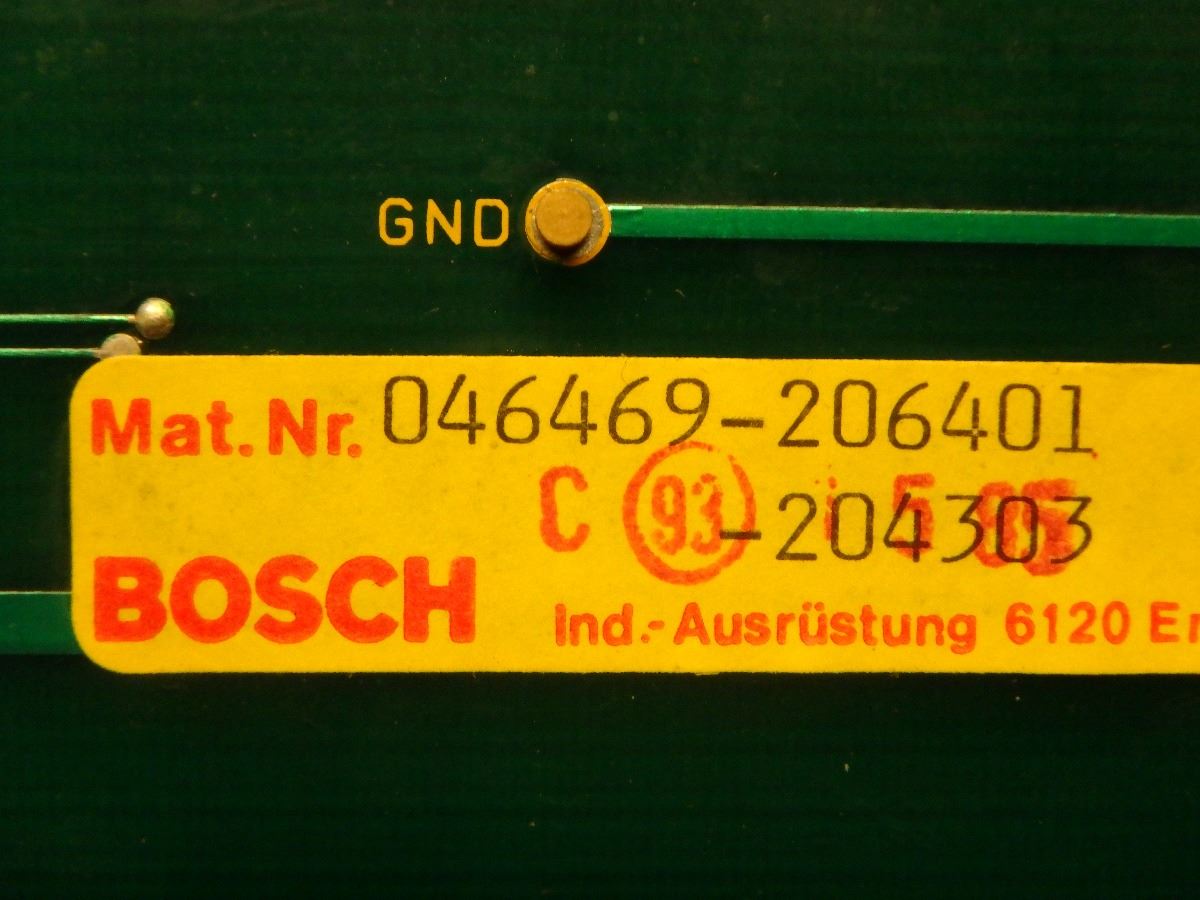 GND
Mat.Nr. 046469-206401
C 93 -204303
BOSCH
Ind.-Ausrüstung 6120